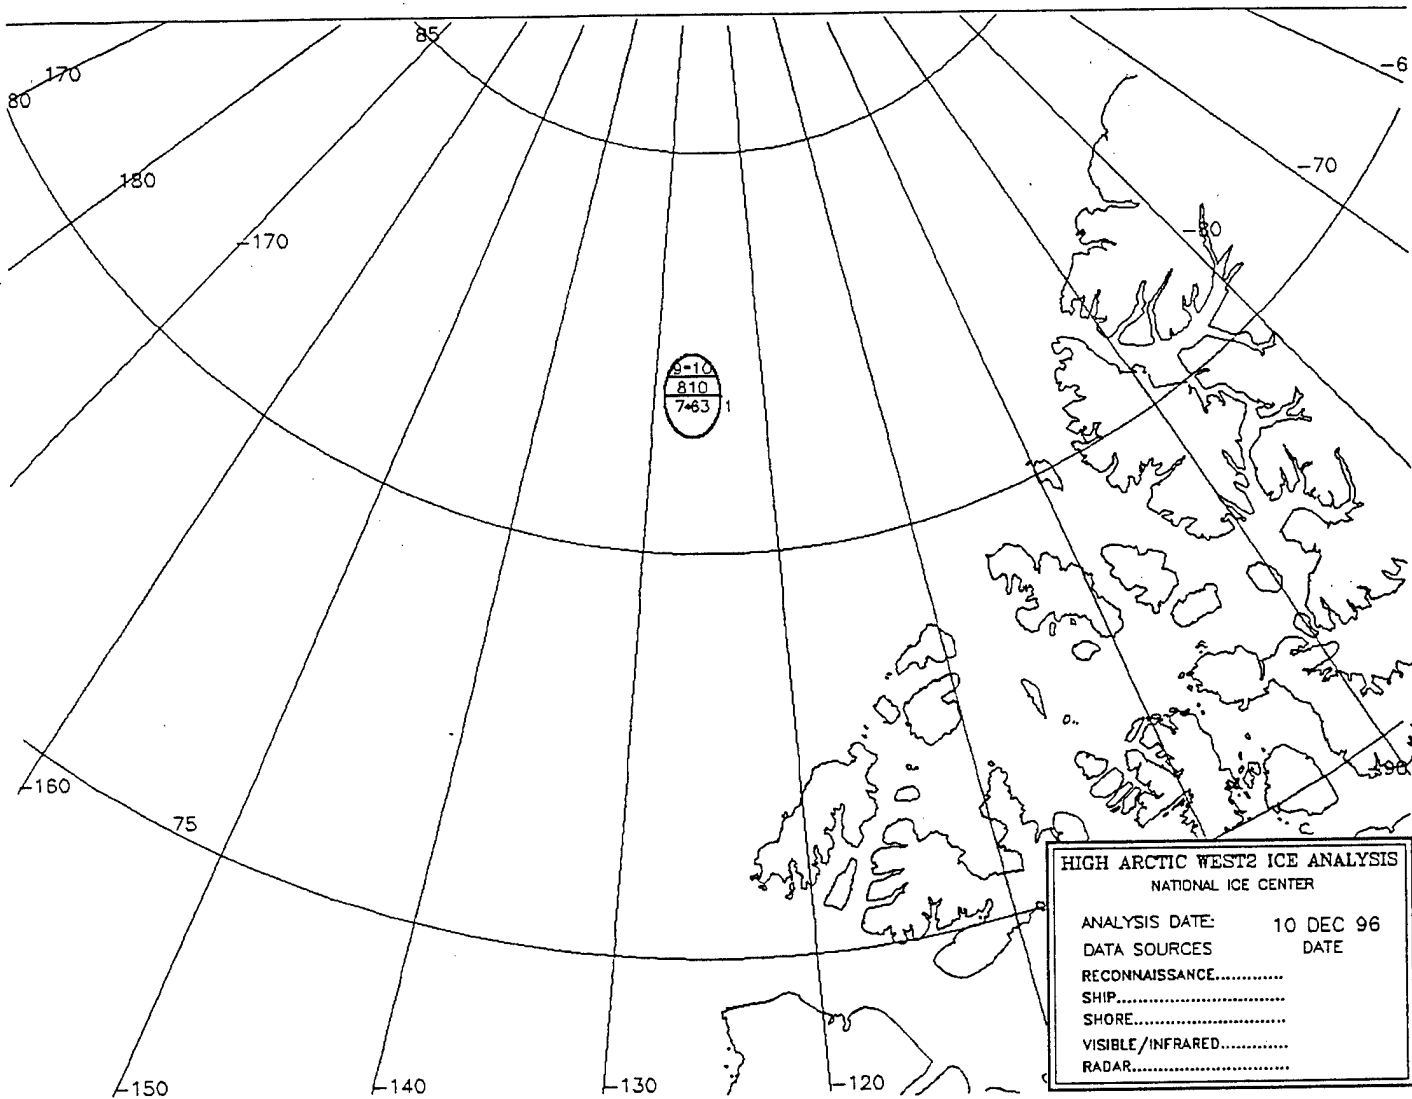 85
170
80
-6
180
-70
-170
-80
9-10
810
7•63 1
-160
75
-90
HIGH ARCTIC WEST2 ICE ANALYSIS
NATIONAL ICE CENTER
ANALYSIS DATE: 10 DEC 96
DATA SOURCES DATE
RECONNAISSANCE.............
SHIP................................
SHORE.............................
VISIBLE/INFRARED.............
RADAR..............................
-150
-140
-130
-120